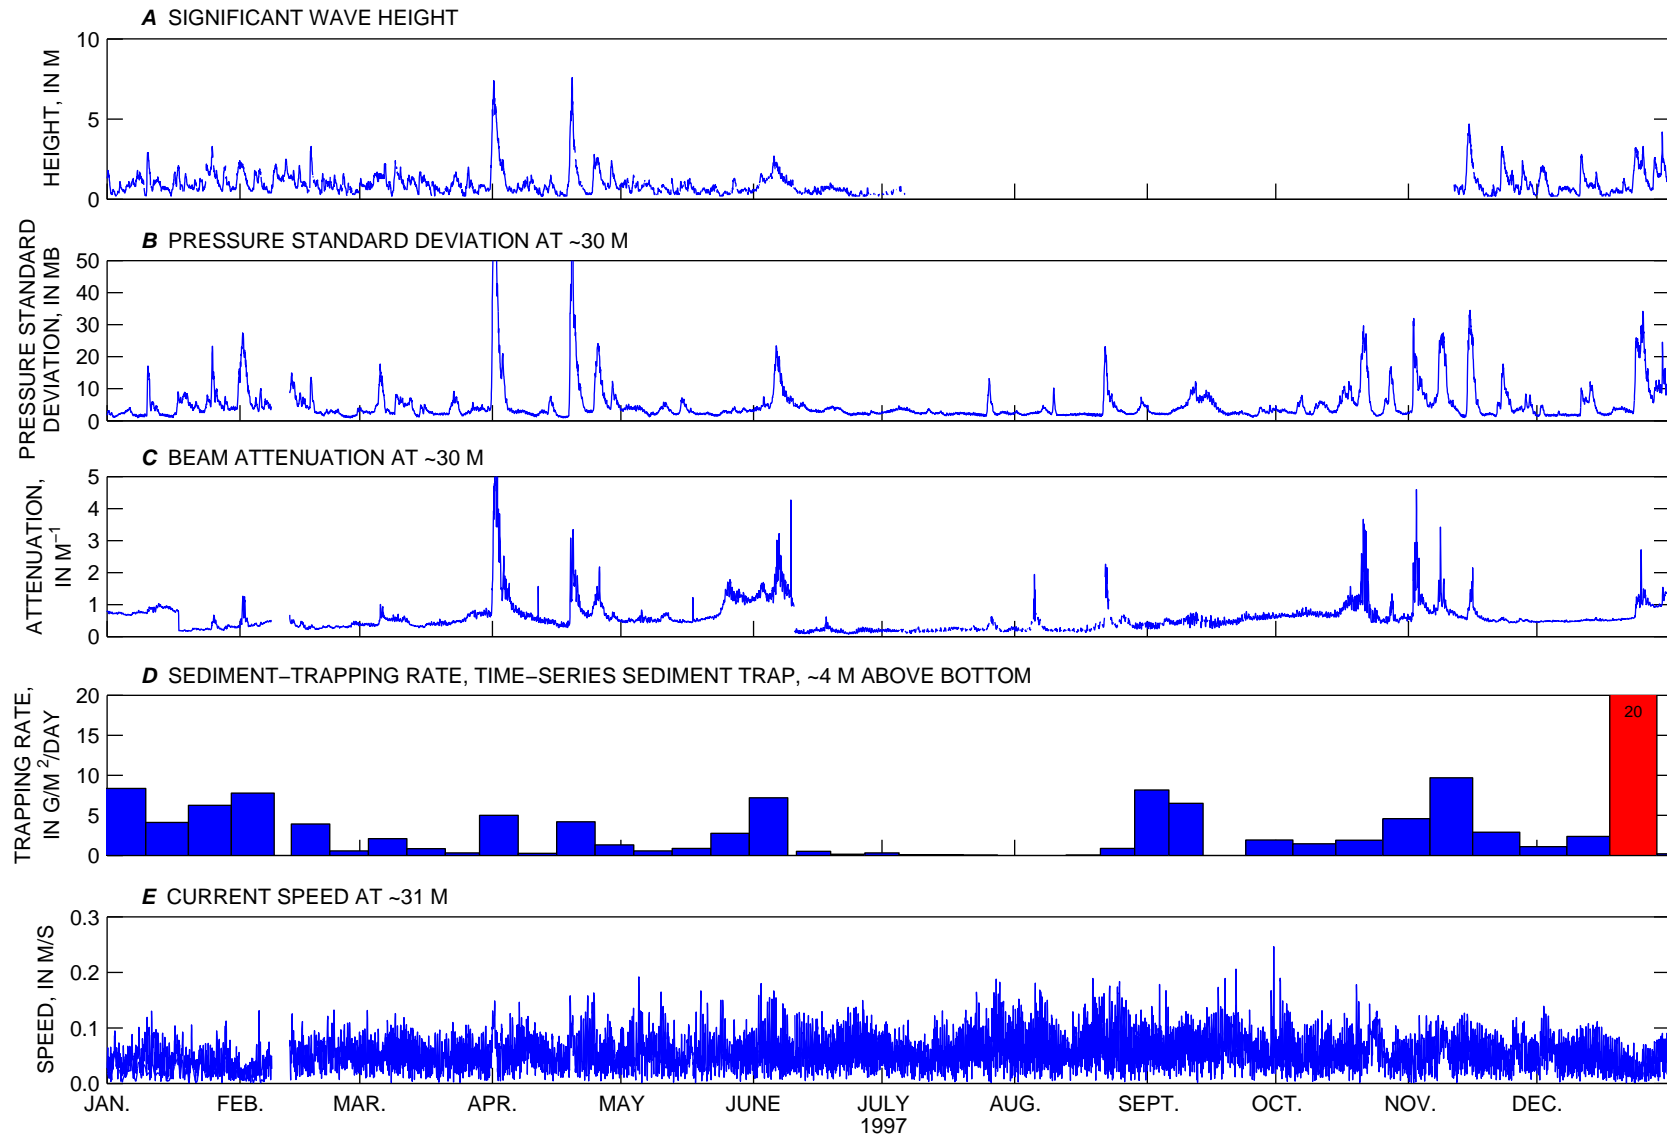 A SIGNIFICANT WAVE HEIGHT
HEIGHT, IN M
10
5
0
B PRESSURE STANDARD DEVIATION AT ~30 M
PRESSURE STANDARD
DEVIATION, IN MB
50
40
30
20
10
0
C BEAM ATTENUATION AT ~30 M
ATTENUATION,
IN M−1
5
4
3
2
1
0
D SEDIMENT−TRAPPING RATE, TIME−SERIES SEDIMENT TRAP, ~4 M ABOVE BOTTOM
TRAPPING RATE,
IN G/M2/DAY
20
15
10
5
0
20
E CURRENT SPEED AT ~31 M
SPEED, IN M/S
0.3
0.2
0.1
0.0
JAN. FEB. MAR. APR. MAY JUNE JULY AUG. SEPT. OCT. NOV. DEC.
1997